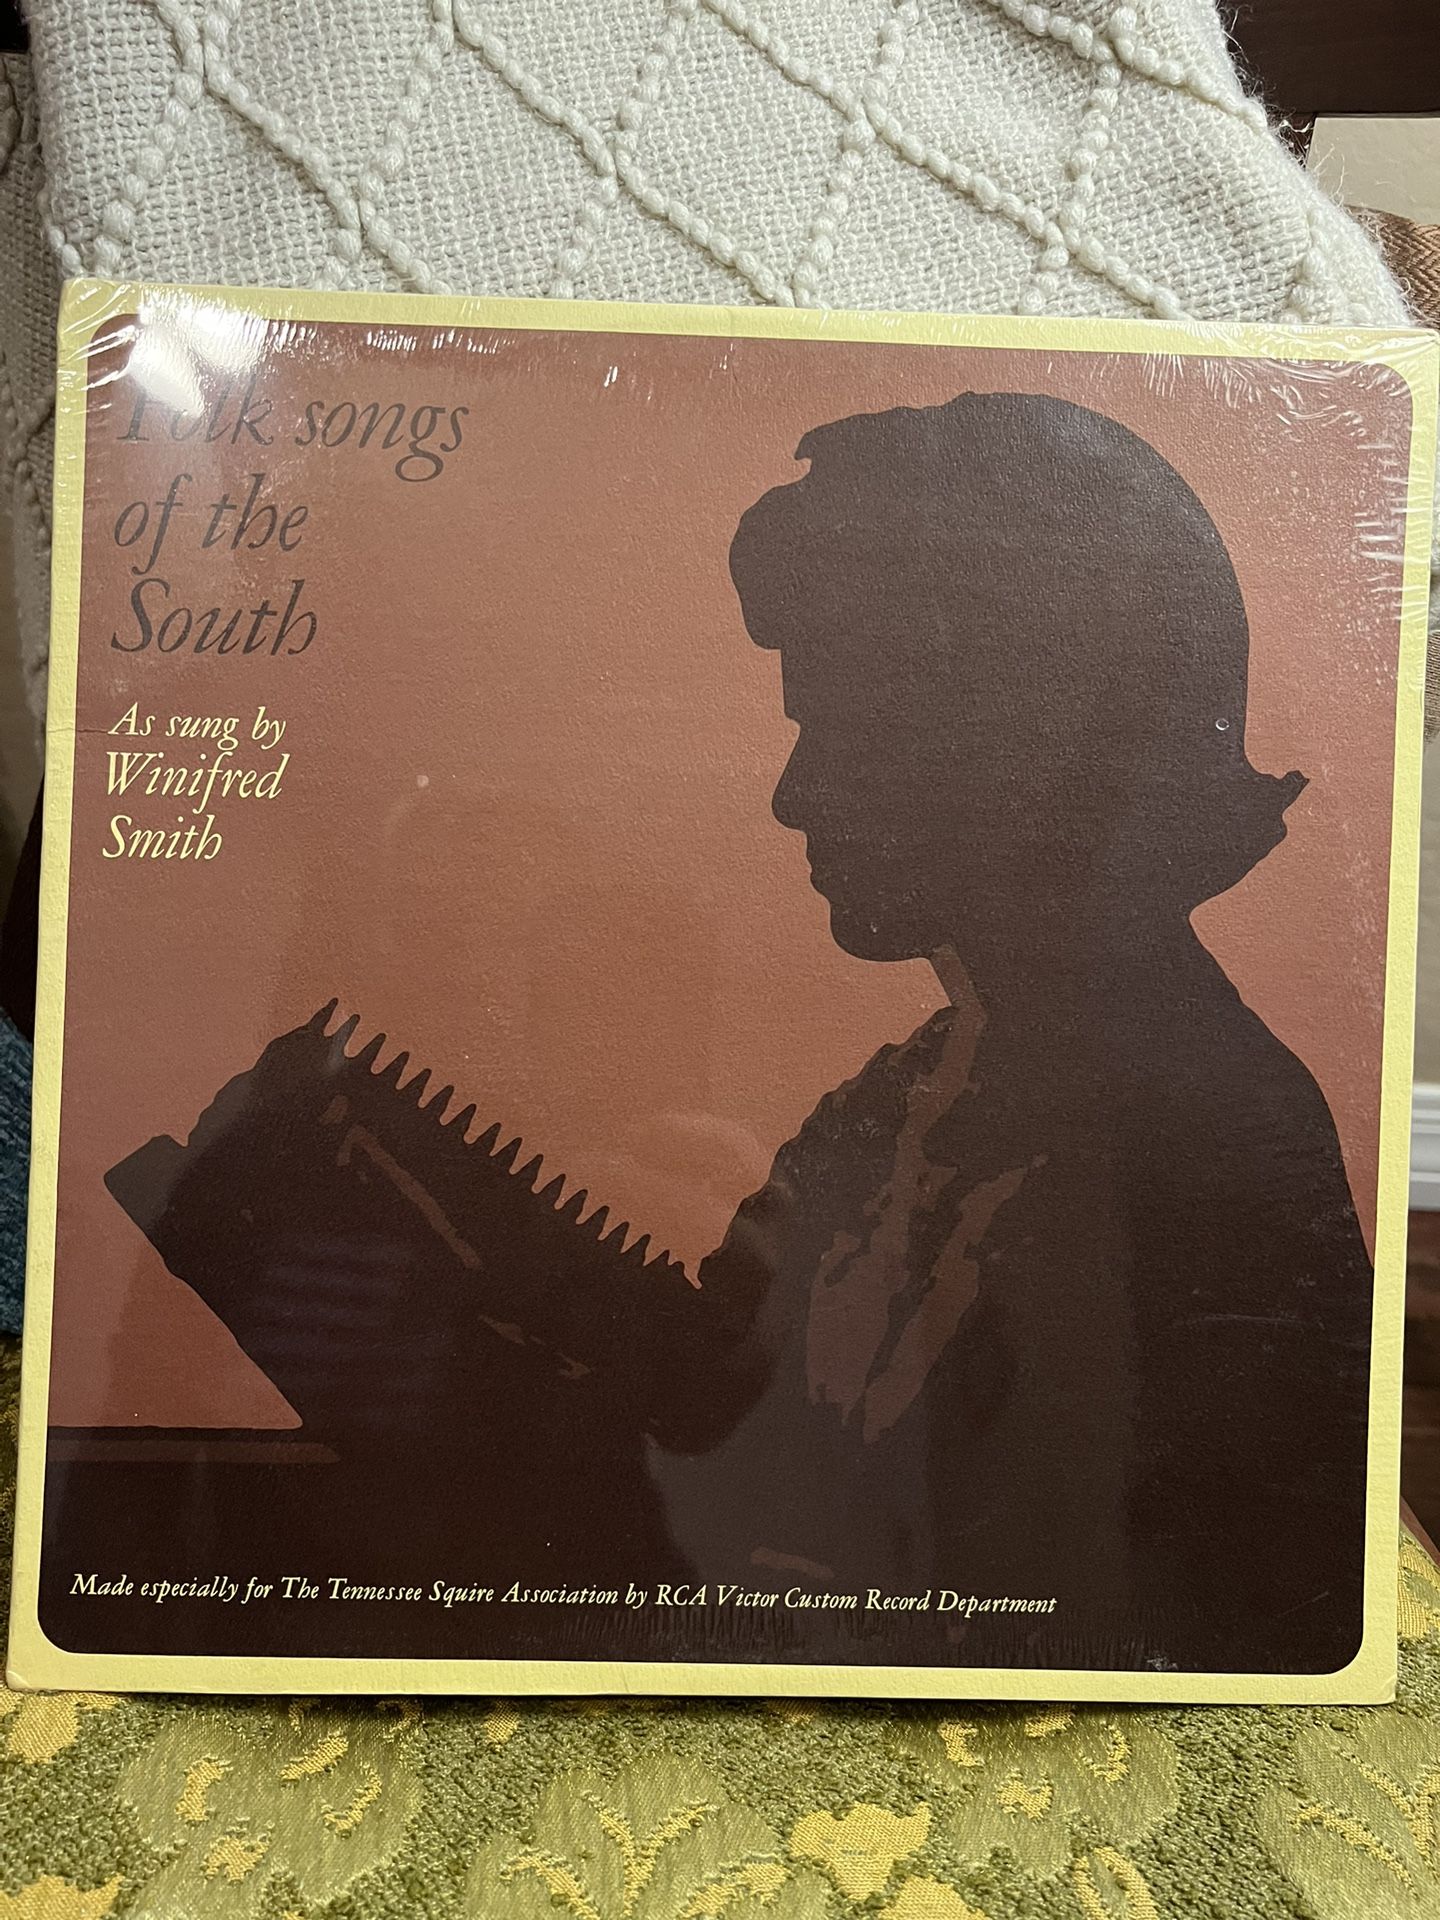 Folk songs
of the
South
As sung by
Winifred
Smith
Made especially for The Tennessee Squire Association by RCA Victor Custom Record Department